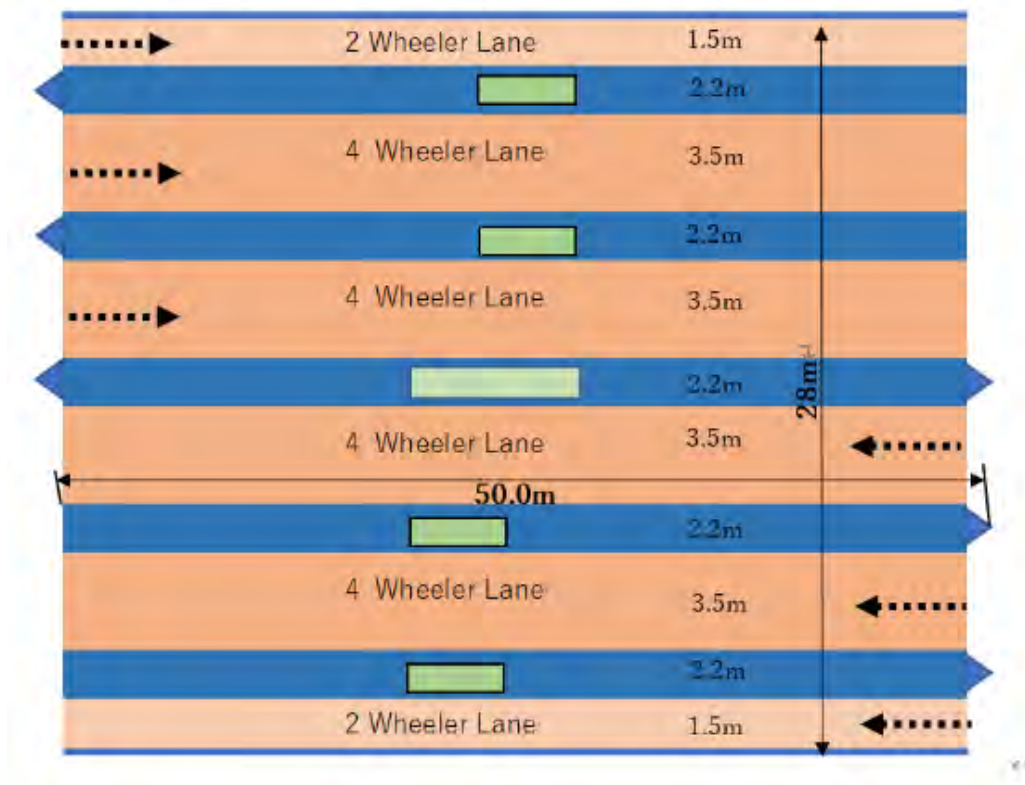 2 Wheeler Lane 1.5m
2.2m
4 Wheeler Lane 3.5m
2.2m
4 Wheeler Lane 3.5m
28m
2.2m
4 Wheeler Lane 3.5m
50.0m
2.2m
4 Wheeler Lane 3.5m
2.2m
2 Wheeler Lane 1.5m